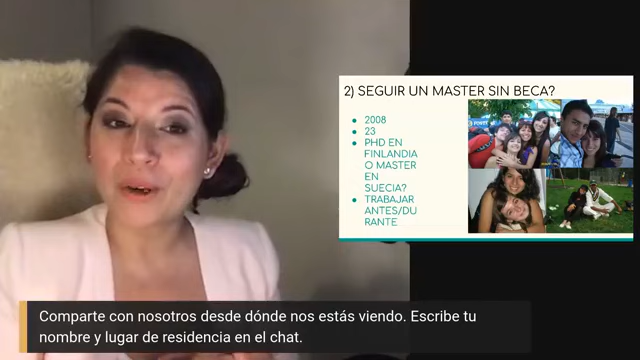 2) SEGUIR UN MASTER SIN BECA?
2008
23
PHD EN
FINLANDIA
O MASTER
EN
SUECIA?
TRABAJAR
ANTES/DU
RANTE
Comparte con nosotros desde dónde nos estás viendo. Escribe tu
nombre y lugar de residencia en el chat.